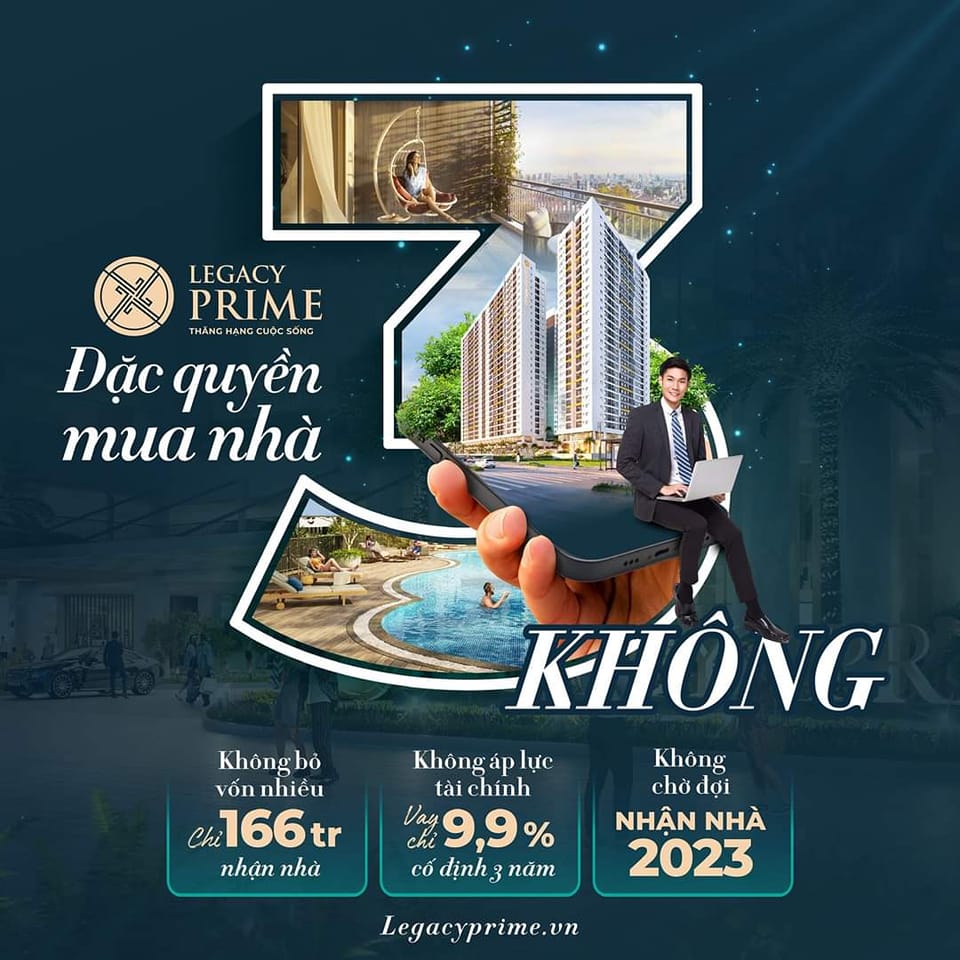 LEGACY
PRIME
THĂNG HẠNG CUỘC SỐNG
Đặc quyền
mua nhà
3
KHÔNG
Không bỏ
vốn nhiều
Chỉ 166 tr
nhận nhà
Không áp lực
tài chính
Vay chỉ 9,9 %
cố định 3 năm
Không
chờ đợi
NHẬN NHÀ
2023
Legacyprime.vn